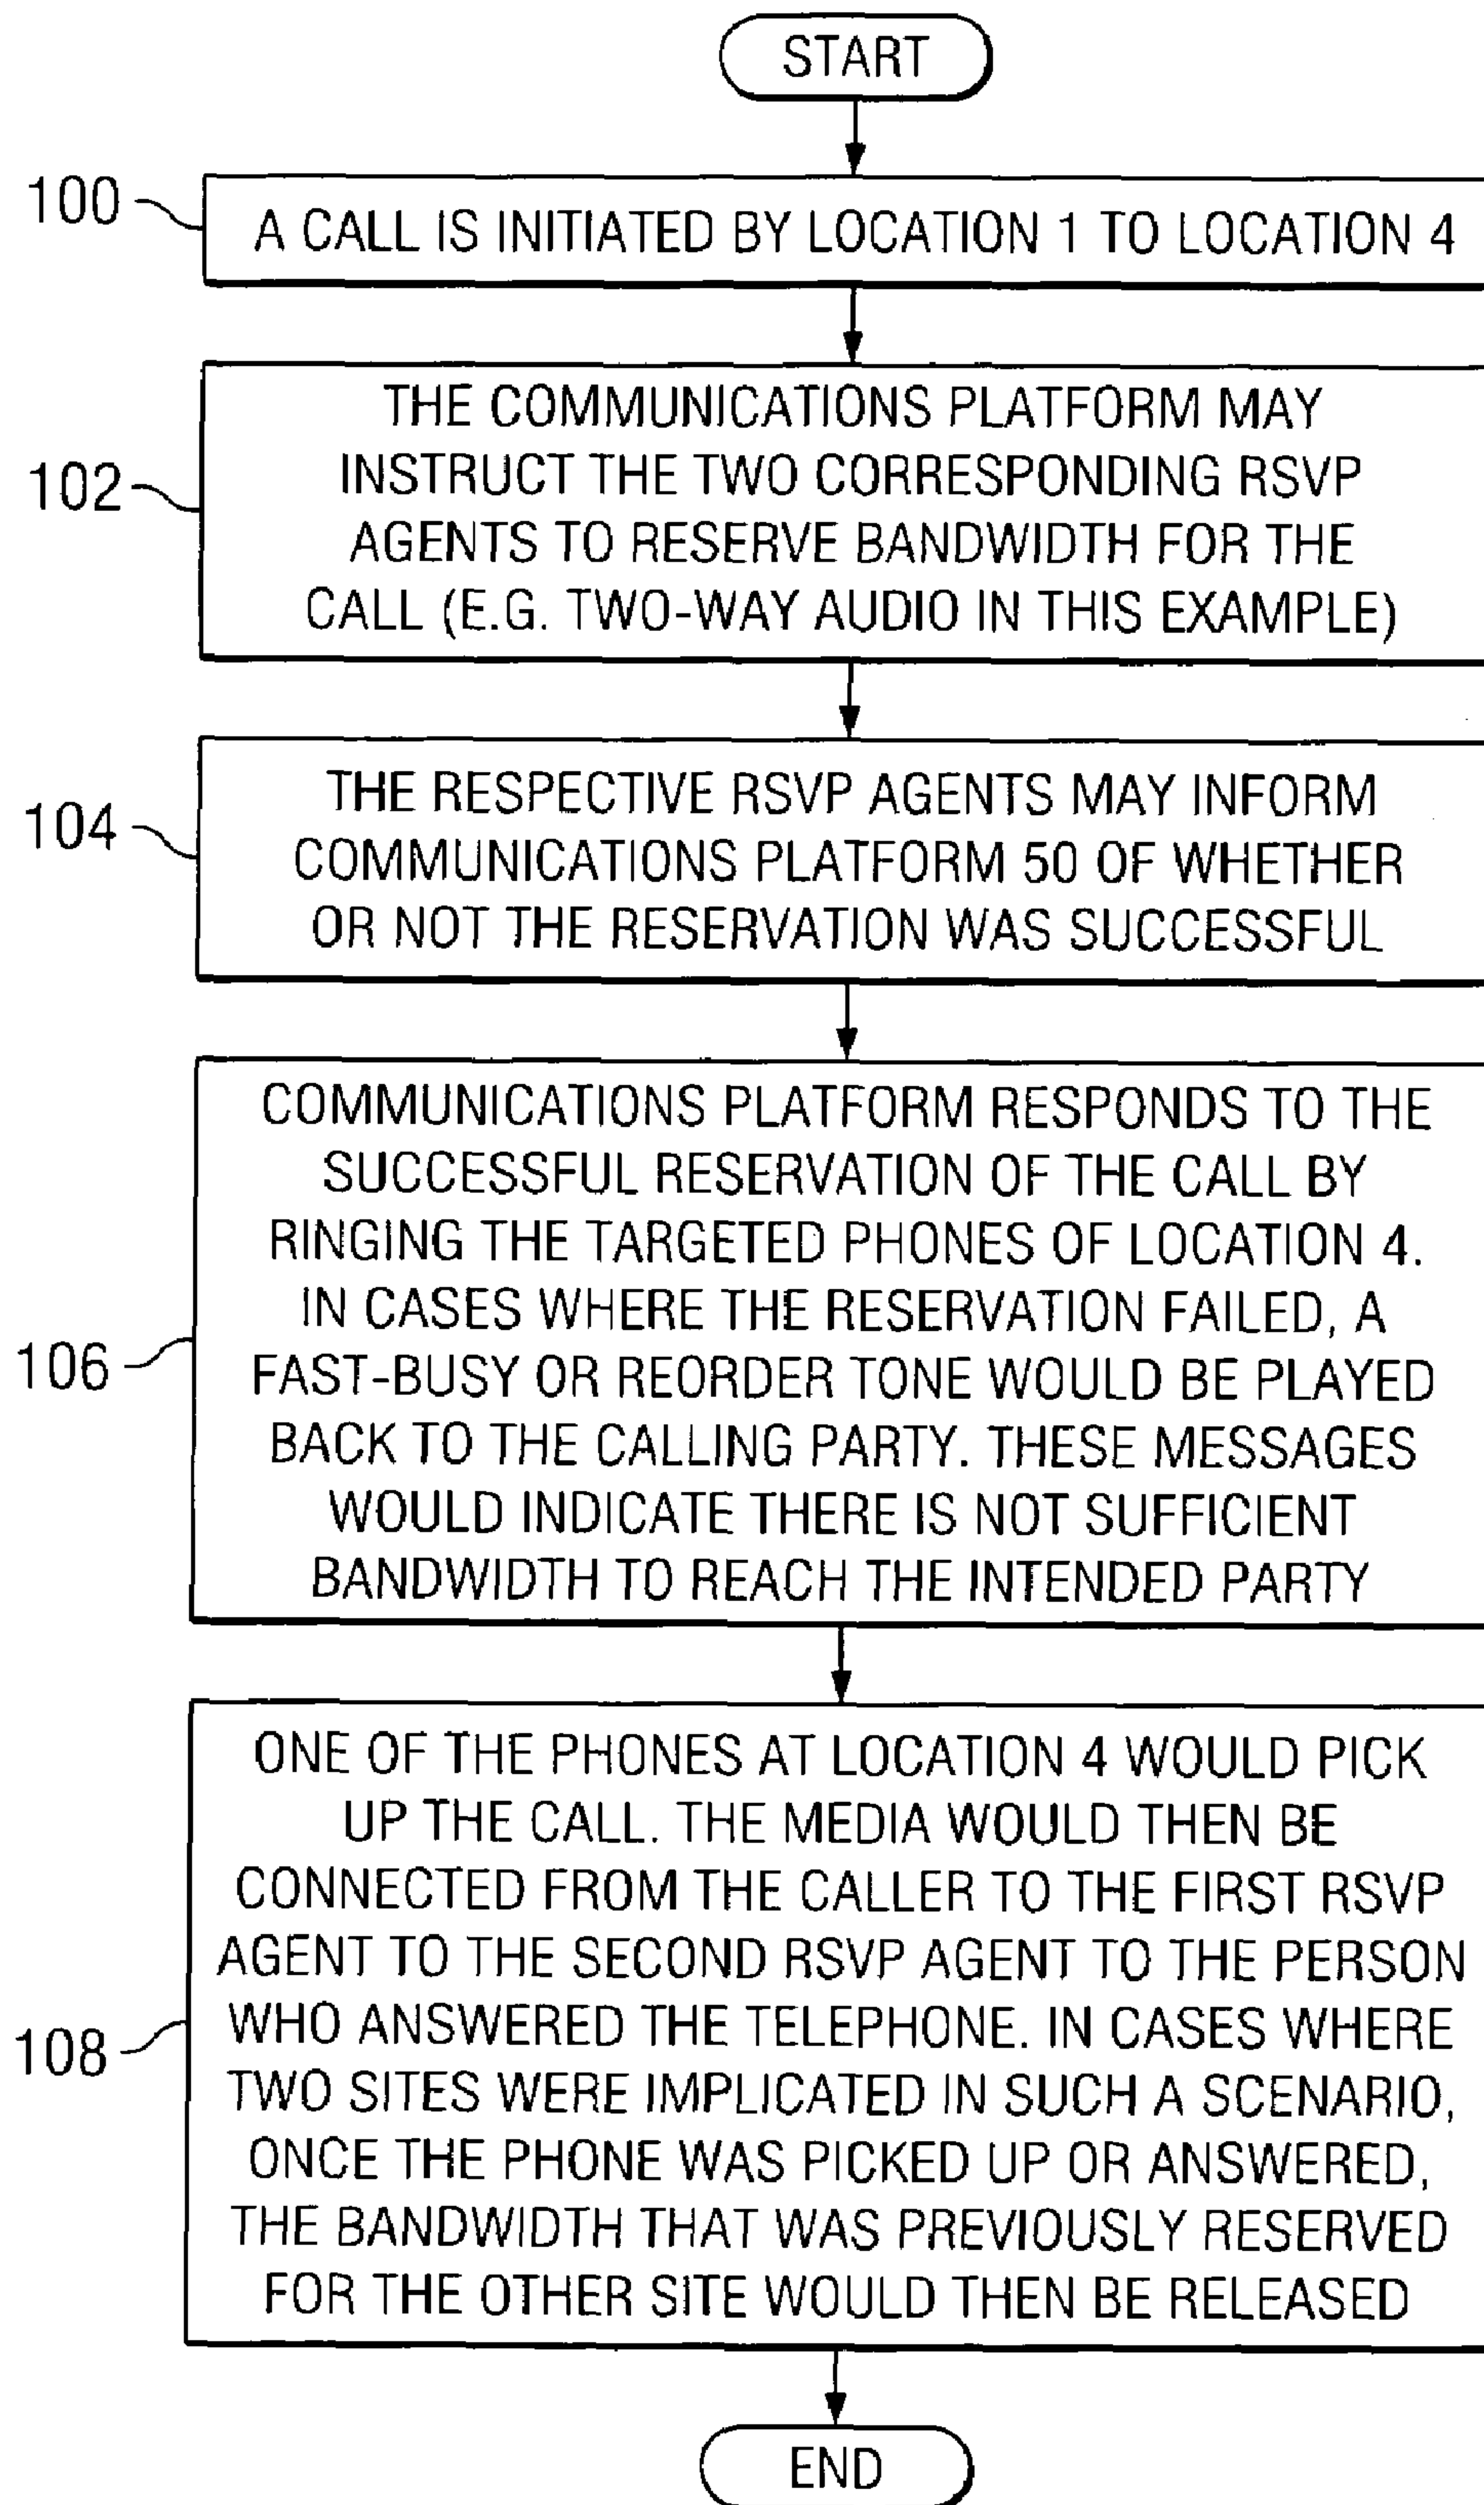 START
100
A CALL IS INITIATED BY LOCATION 1 TO LOCATION 4
102
THE COMMUNICATIONS PLATFORM MAY
INSTRUCT THE TWO CORRESPONDING RSVP
AGENTS TO RESERVE BANDWIDTH FOR THE
CALL (E.G. TWO-WAY AUDIO IN THIS EXAMPLE)
104
THE RESPECTIVE RSVP AGENTS MAY INFORM
COMMUNICATIONS PLATFORM 50 OF WHETHER
OR NOT THE RESERVATION WAS SUCCESSFUL
106
COMMUNICATIONS PLATFORM RESPONDS TO THE
SUCCESSFUL RESERVATION OF THE CALL BY
RINGING THE TARGETED PHONES OF LOCATION 4.
IN CASES WHERE THE RESERVATION FAILED, A
FAST-BUSY OR REORDER TONE WOULD BE PLAYED
BACK TO THE CALLING PARTY. THESE MESSAGES
WOULD INDICATE THERE IS NOT SUFFICIENT
BANDWIDTH TO REACH THE INTENDED PARTY
108
ONE OF THE PHONES AT LOCATION 4 WOULD PICK
UP THE CALL. THE MEDIA WOULD THEN BE
CONNECTED FROM THE CALLER TO THE FIRST RSVP
AGENT TO THE SECOND RSVP AGENT TO THE PERSON
WHO ANSWERED THE TELEPHONE. IN CASES WHERE
TWO SITES WERE IMPLICATED IN SUCH A SCENARIO,
ONCE THE PHONE WAS PICKED UP OR ANSWERED,
THE BANDWIDTH THAT WAS PREVIOUSLY RESERVED
FOR THE OTHER SITE WOULD THEN BE RELEASED
END